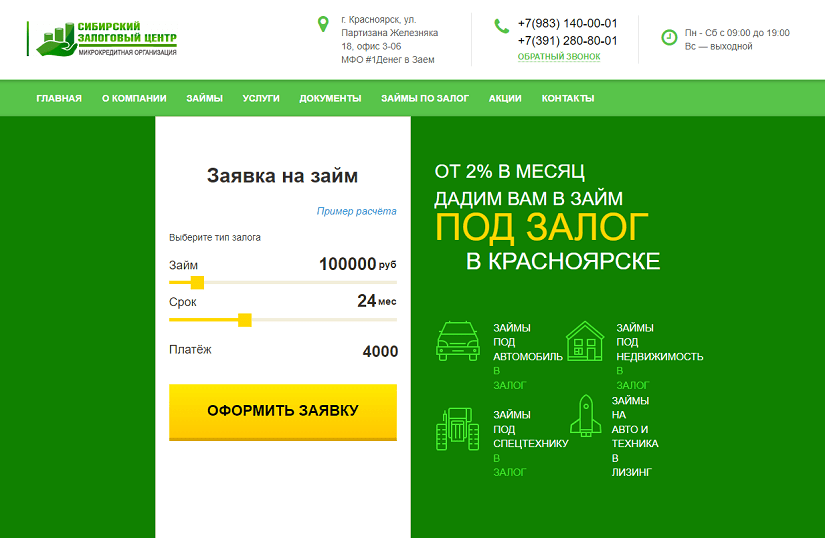 СИБИРСКИЙ
ЗАЛОГОВЫЙ ЦЕНТР
МИКРОКРЕДИТНАЯ ОРГАНИЗАЦИЯ
г. Красноярск, ул.
Партизана Железняка
18, офис 3-06
МФО #1Денег в Заем
+7(983) 140-00-01
+7(391) 280-80-01
ОБРАТНЫЙ ЗВОНОК
Пн - Сб с 09:00 до 19:00
Вс — выходной
ГЛАВНАЯ О КОМПАНИИ ЗАЙМЫ УСЛУГИ ДОКУМЕНТЫ ЗАЙМЫ ПО ЗАЛОГ АКЦИИ КОНТАКТЫ
Заявка на займ
Пример расчёта
Выберите тип залога
Займ 100000 руб
Срок 24 мес
Платёж 4000
ОФОРМИТЬ ЗАЯВКУ
ОТ 2% В МЕСЯЦ
ДАДИМ ВАМ В ЗАЙМ
ПОД ЗАЛОГ
В КРАСНОЯРСКЕ
ЗАЙМЫ
ПОД
АВТОМОБИЛЬ
В
ЗАЛОГ
ЗАЙМЫ
ПОД
НЕДВИЖИМОСТЬ
В
ЗАЛОГ
ЗАЙМЫ
ПОД
СПЕЦТЕХНИКУ
В
ЗАЛОГ
ЗАЙМЫ
НА
АВТО И
ТЕХНИКА
В
ЛИЗИНГ